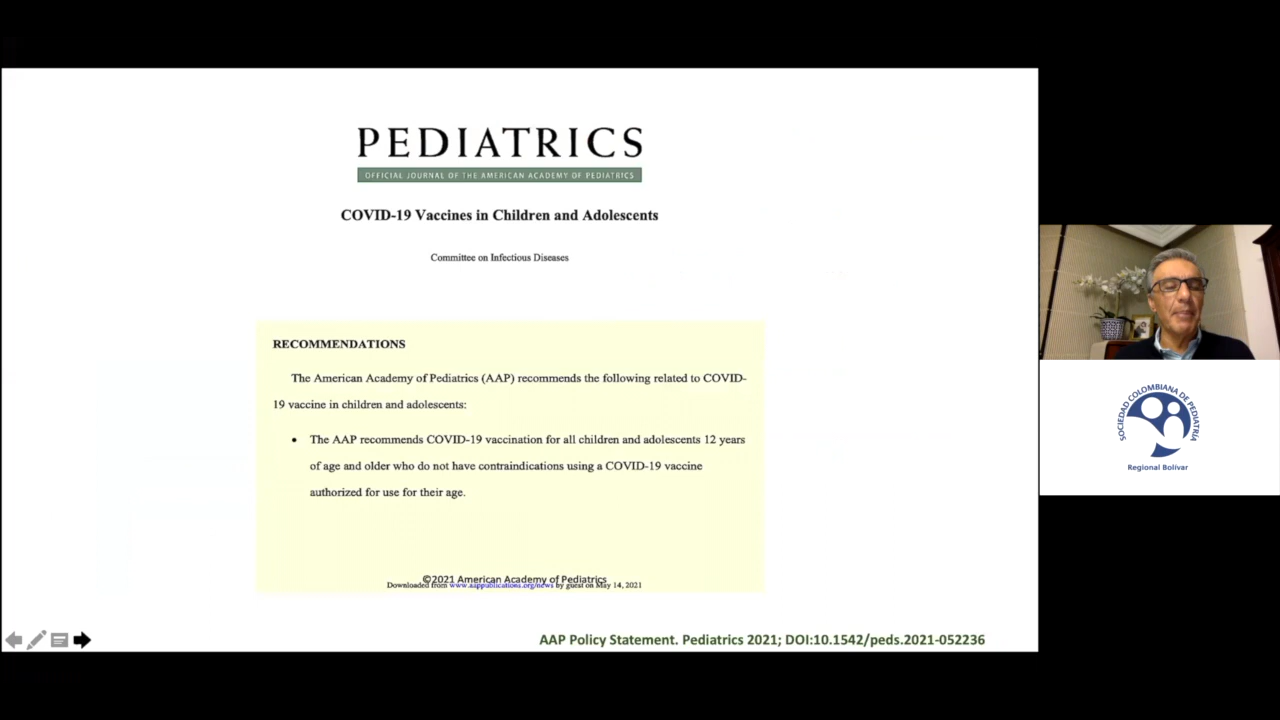 PEDIATRICS
OFFICIAL JOURNAL OF THE AMERICAN ACADEMY OF PEDIATRICS
COVID-19 Vaccines in Children and Adolescents
Committee on Infectious Diseases
RECOMMENDATIONS
The American Academy of Pediatrics (AAP) recommends the following related to COVID-
19 vaccine in children and adolescents:
• The AAP recommends COVID-19 vaccination for all children and adolescents 12 years
of age and older who do not have contraindications using a COVID-19 vaccine
authorized for use for their age.
©2021 American Academy of Pediatrics
Downloaded from www.aappublications.org/news by guest on May 14, 2021
AAP Policy Statement. Pediatrics 2021; DOI:10.1542/peds.2021-052236
SOCIEDAD COLOMBIANA DE PEDIATRÍA
Regional Bolívar